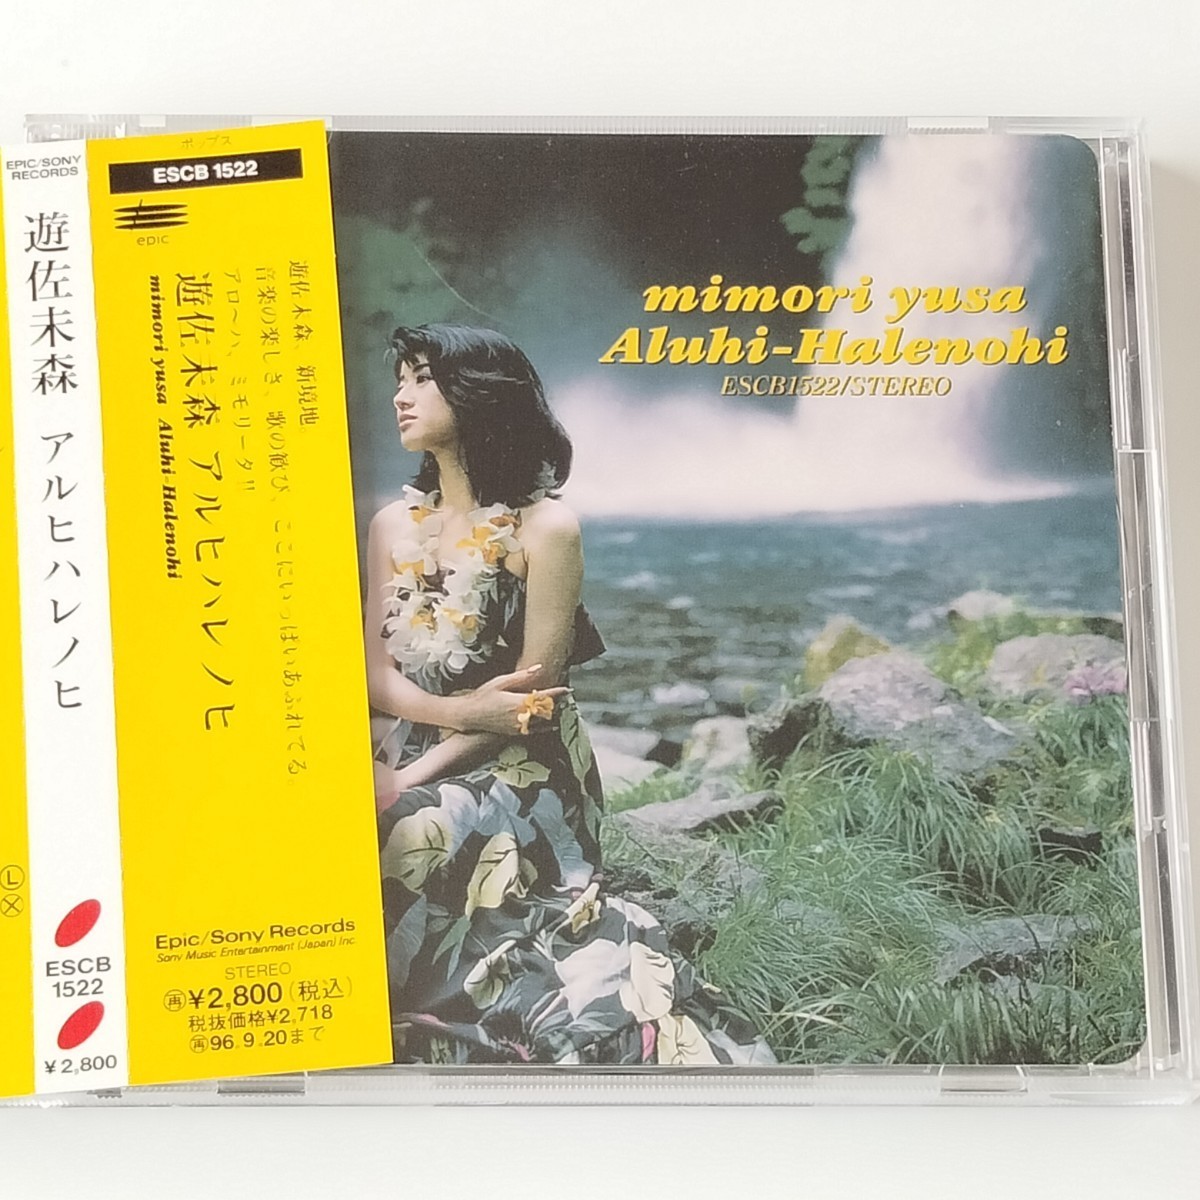 EPIC/SONY
RECORDS
遊佐未森 アルヒハレノヒ
Ⓛ
Ⓧ
ESCB
1522
¥2,800
ポップス
ESCB 1522
epic
遊佐未森、新境地。
音楽の楽しさ、歌の歓び、ここにいっぱいあふれてる。
アロ〜ハ、ミモリータ!!
遊佐未森 アルヒハレノヒ
mimori yusa Aluhi-Halenohi
Epic/Sony Records
Sony Music Entertainment (Japan) Inc.
STEREO
㊢¥2,800(税込)
税抜価格¥2,718
㊢96.9.20まで
mimori yusa
Aluhi-Halenohi
ESCB1522/STEREO